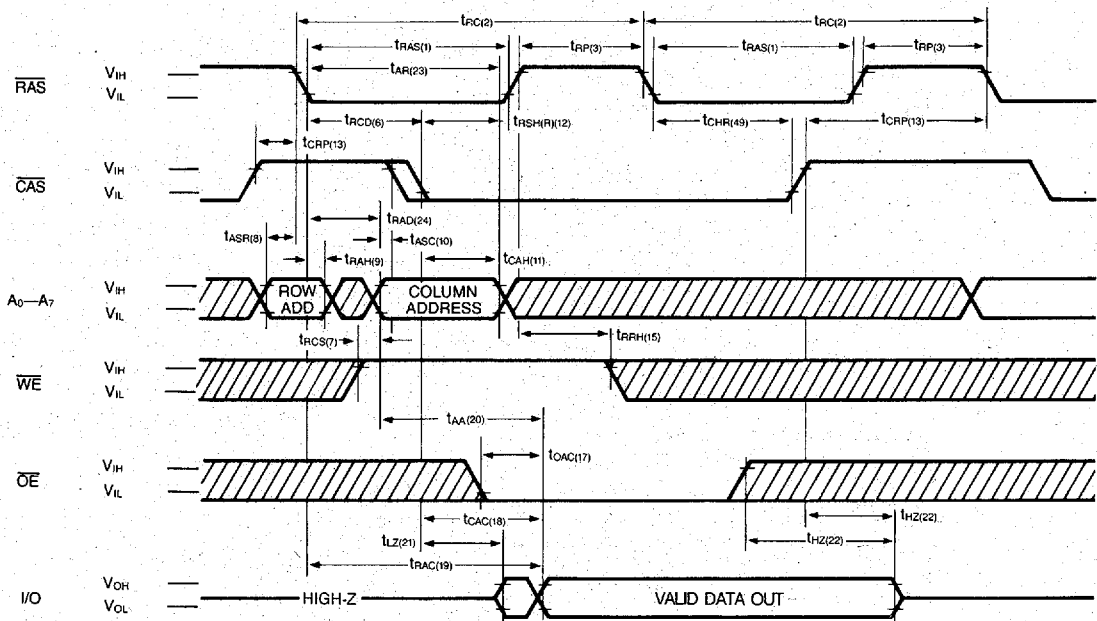 tRC(2) tRC(2)
tRAS(1) tRP(3) tRAS(1) tRP(3)
tAR(23)
RAS VIH
VIL
tRCD(6) tRSH(R)(12) tCHR(49) tCRP(13)
tCRP(13)
CAS VIH
VIL
tRAD(24)
tASR(8) tASC(10)
tRAH(9) tCAH(11)
A0—A7 VIH ROW ADD COLUMN ADDRESS
VIL
tRCS(7) tRRH(15)
WE VIH
VIL
tAA(20)
tOAC(17)
OE VIH
VIL
tCAC(18) tHZ(22)
tLZ(21) tHZ(22)
tRAC(19)
I/O VOH HIGH-Z VALID DATA OUT
VOL